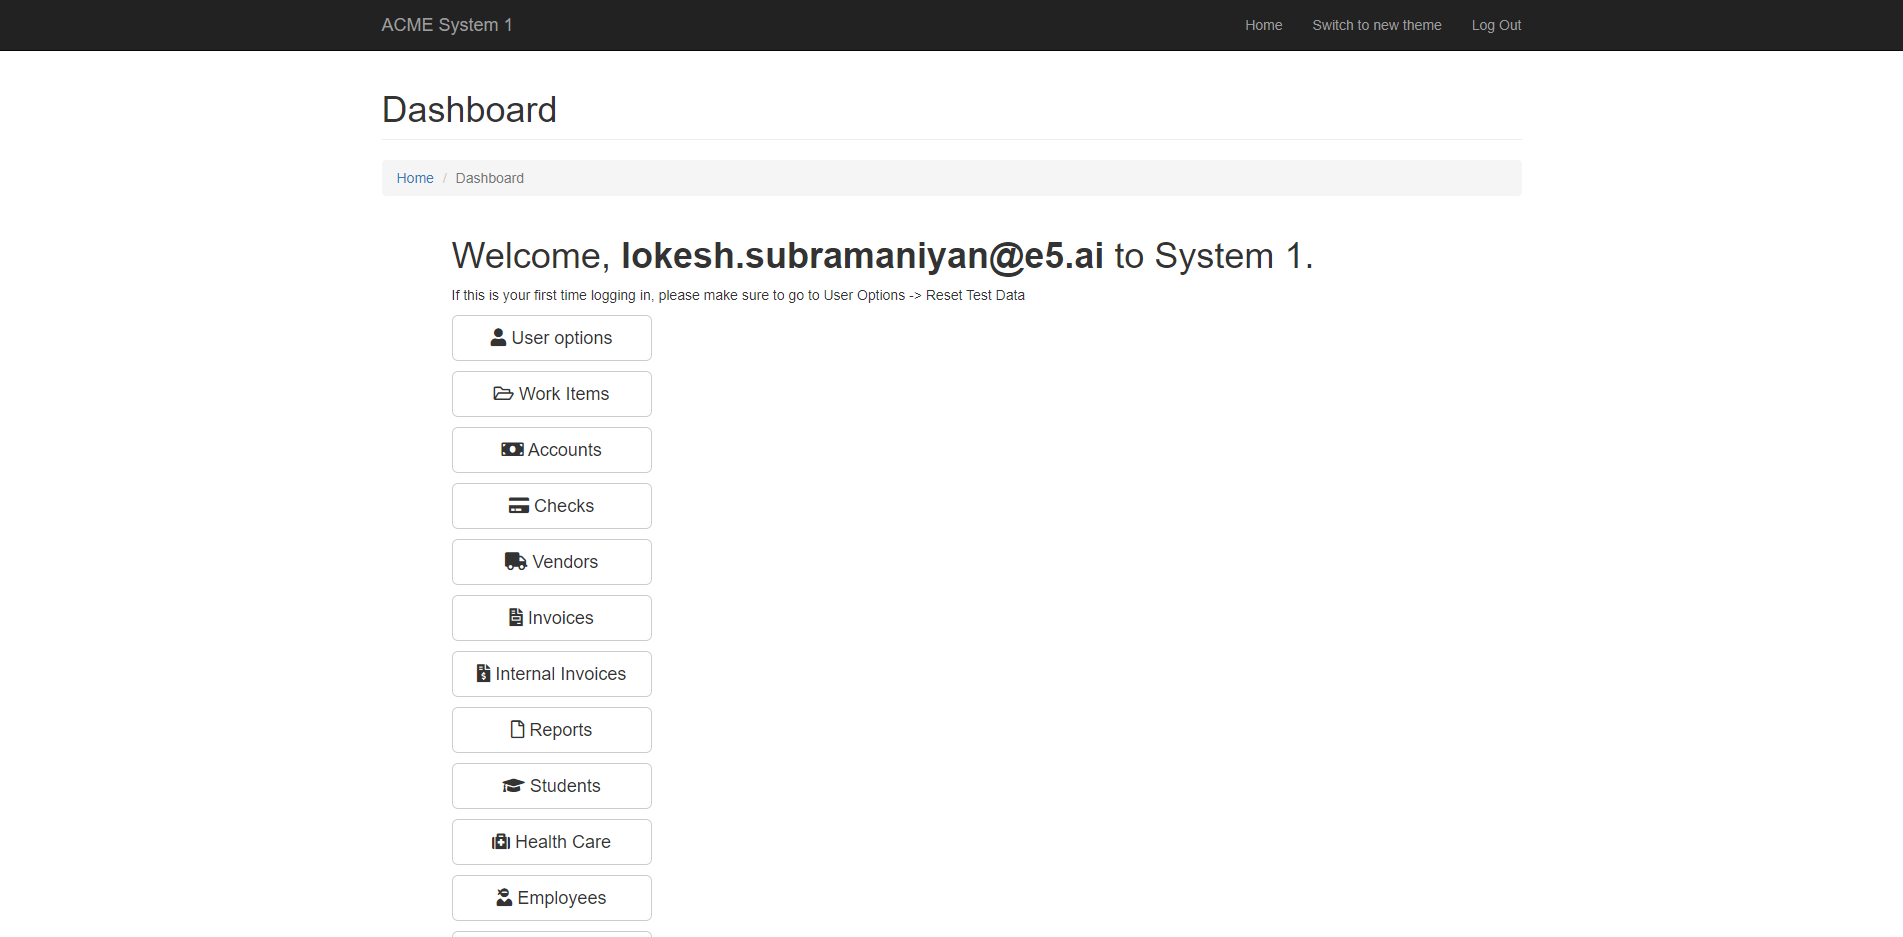 ACME System 1
Home
Switch to new theme
Log Out
Dashboard
Home / Dashboard
Welcome, lokesh.subramaniyan@e5.ai to System 1.
If this is your first time logging in, please make sure to go to User Options -> Reset Test Data
User options
Work Items
Accounts
Checks
Vendors
Invoices
Internal Invoices
Reports
Students
Health Care
Employees